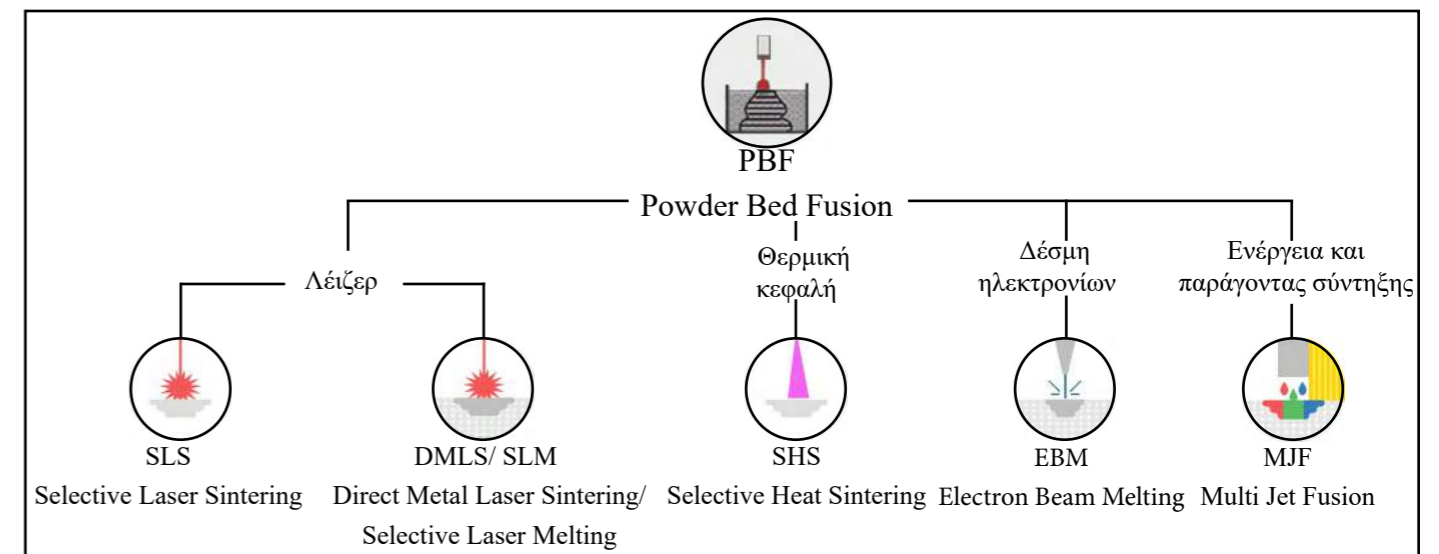 PBF
Powder Bed Fusion
Λέιζερ
Θερμική
κεφαλή
Δέσμη
ηλεκτρονίων
Ενέργεια και
παράγοντας σύντηξης
SLS
Selective Laser Sintering
DMLS/ SLM
Direct Metal Laser Sintering/
Selective Laser Melting
SHS
Selective Heat Sintering
EBM
Electron Beam Melting
MJF
Multi Jet Fusion